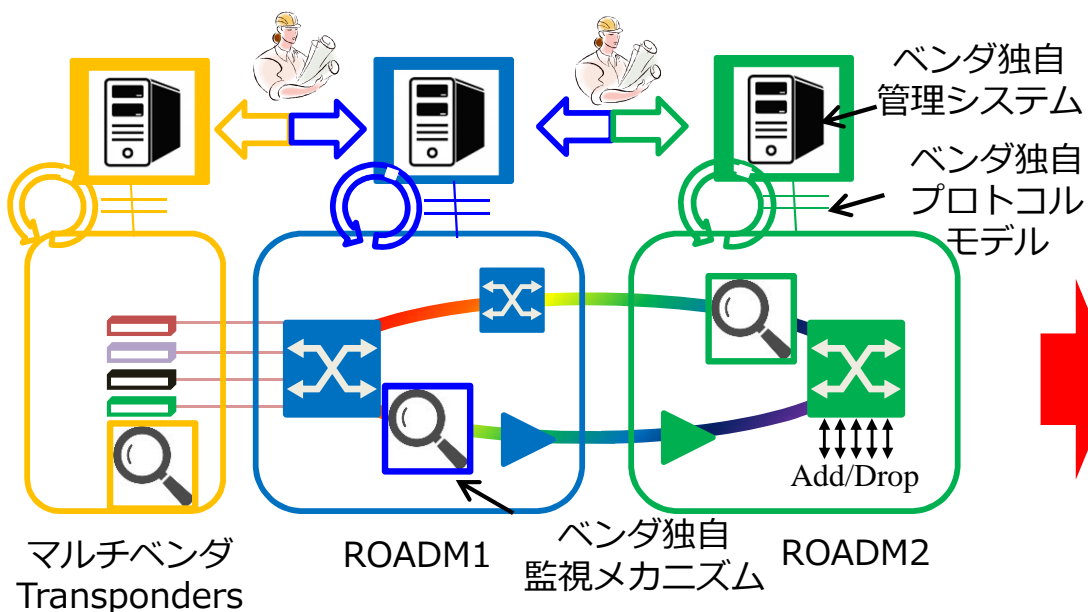 ベンダ独自
管理システム
ベンダ独自
プロトコル
モデル
Add/Drop
マルチベンダ
Transponders
ROADM1
ベンダ独自
監視メカニズム
ROADM2